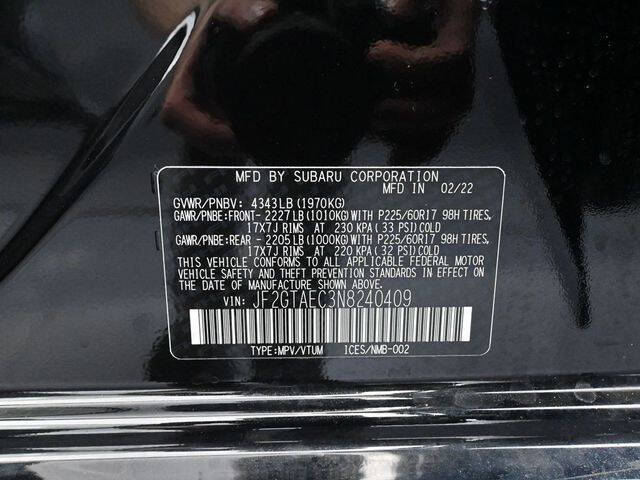 MFD BY SUBARU CORPORATION
MFD IN 02/22
GVWR/PNBV: 4343LB (1970KG)
GAWR/PNBE:FRONT- 2227LB(1010KG)WITH P225/60R17 98H TIRES,
17X7J RIMS AT 230 KPA (33 PSI)COLD
GAWR/PNBE:REAR - 2205LB(1000KG)WITH P225/60R17 98H TIRES,
17X7J RIMS AT 220 KPA (32 PSI)COLD
THIS VEHICLE CONFORMS TO ALL APPLICABLE FEDERAL MOTOR
VEHICLE SAFETY AND THEFT PREVENTION STANDARDS IN EFFECT ON
THE DATE OF MANUFACTURE SHOWN ABOVE.
VIN: JF2GTAEC3N8240409
TYPE:MPV/VTUM ICES/NMB-002